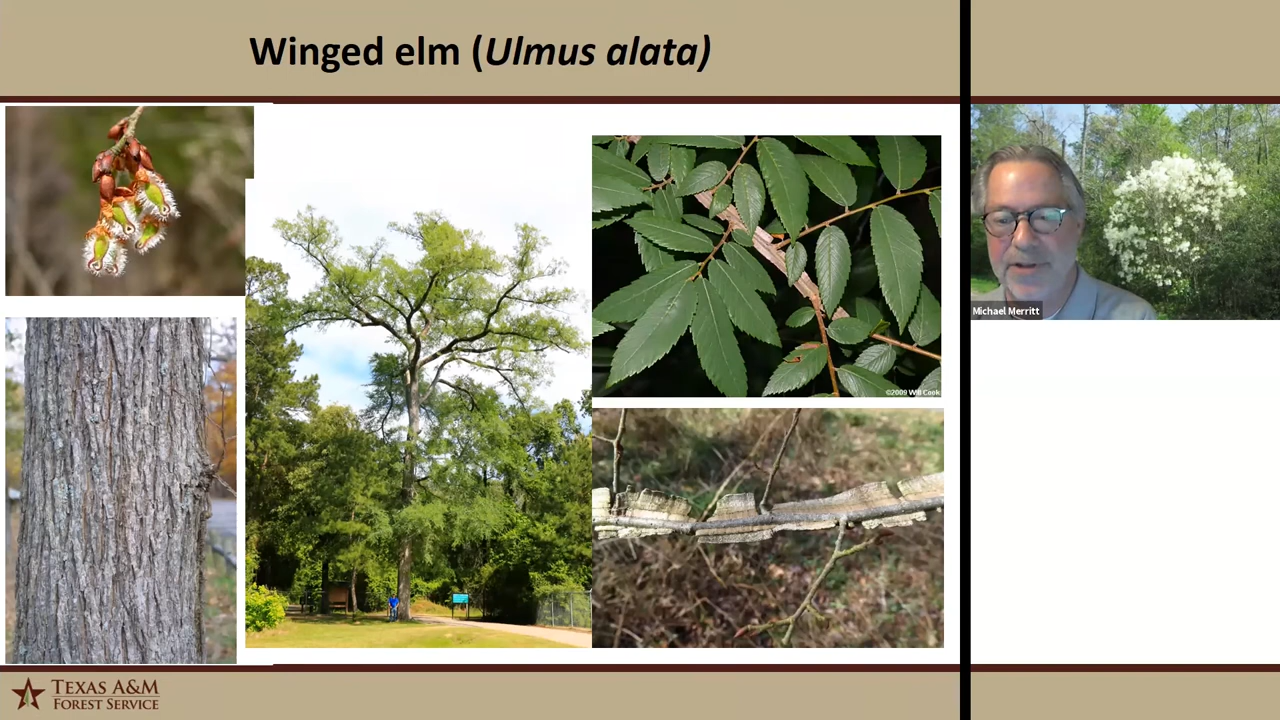 Winged elm (Ulmus alata)
©2009 Will Cook
Michael Merritt
TEXAS A&M
FOREST SERVICE